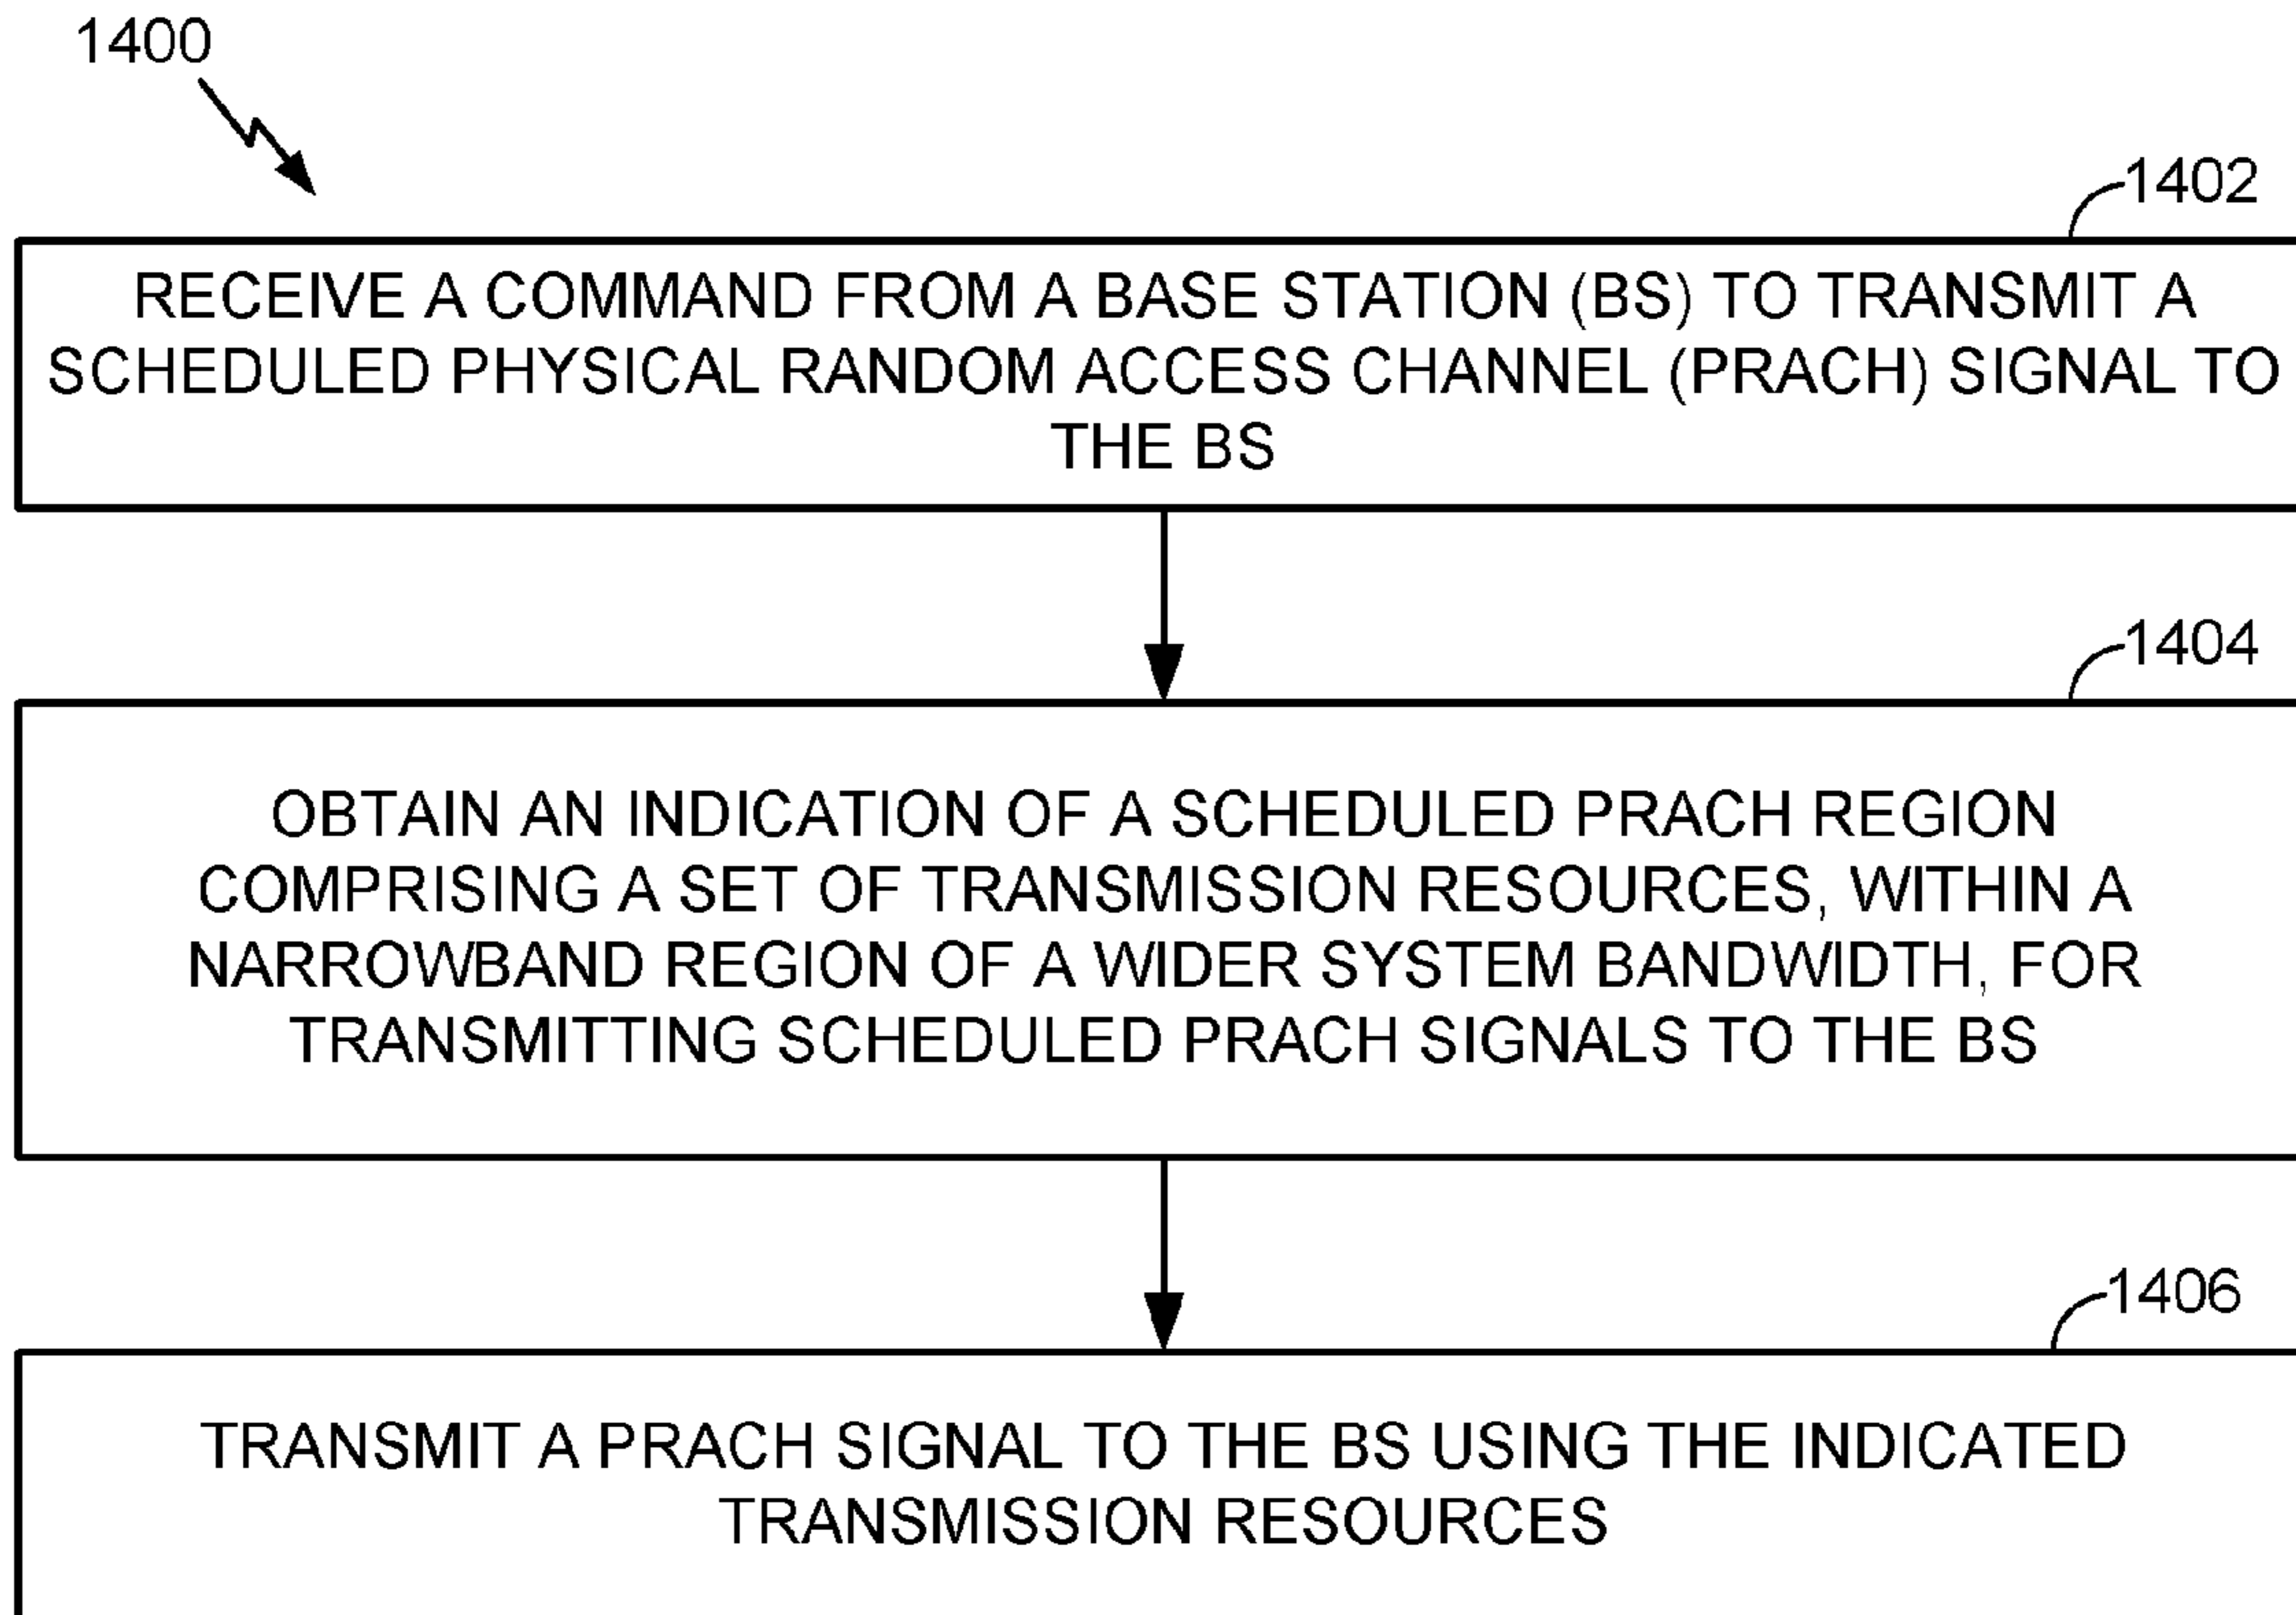 1400
1402
RECEIVE A COMMAND FROM A BASE STATION (BS) TO TRANSMIT A
SCHEDULED PHYSICAL RANDOM ACCESS CHANNEL (PRACH) SIGNAL TO
THE BS
1404
OBTAIN AN INDICATION OF A SCHEDULED PRACH REGION
COMPRISING A SET OF TRANSMISSION RESOURCES, WITHIN A
NARROWBAND REGION OF A WIDER SYSTEM BANDWIDTH, FOR
TRANSMITTING SCHEDULED PRACH SIGNALS TO THE BS
1406
TRANSMIT A PRACH SIGNAL TO THE BS USING THE INDICATED
TRANSMISSION RESOURCES